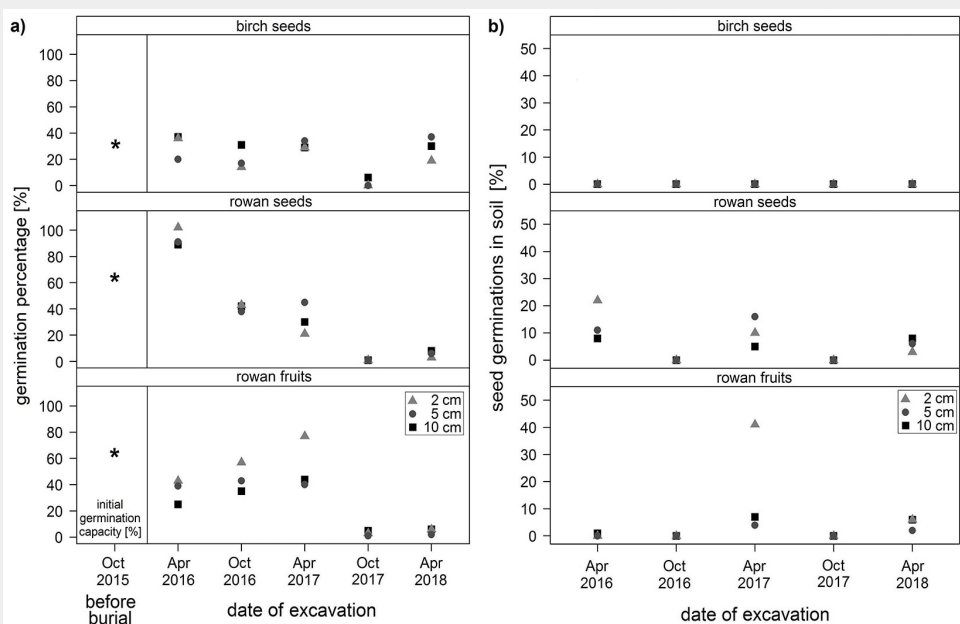 a)
birch seeds
100
80
60
40
20
0
*
rowan seeds
100
80
60
40
20
0
*
rowan fruits
100
80
60
40
20
0
*
2 cm
5 cm
10 cm
initial
germination
capacity [%]
germination percentage [%]
Oct
2015
Apr
2016
Oct
2016
Apr
2017
Oct
2017
Apr
2018
before
burial
date of excavation
b)
birch seeds
50
40
30
20
10
0
rowan seeds
50
40
30
20
10
0
rowan fruits
50
40
30
20
10
0
2 cm
5 cm
10 cm
seed germinations in soil [%]
Apr
2016
Oct
2016
Apr
2017
Oct
2017
Apr
2018
date of excavation